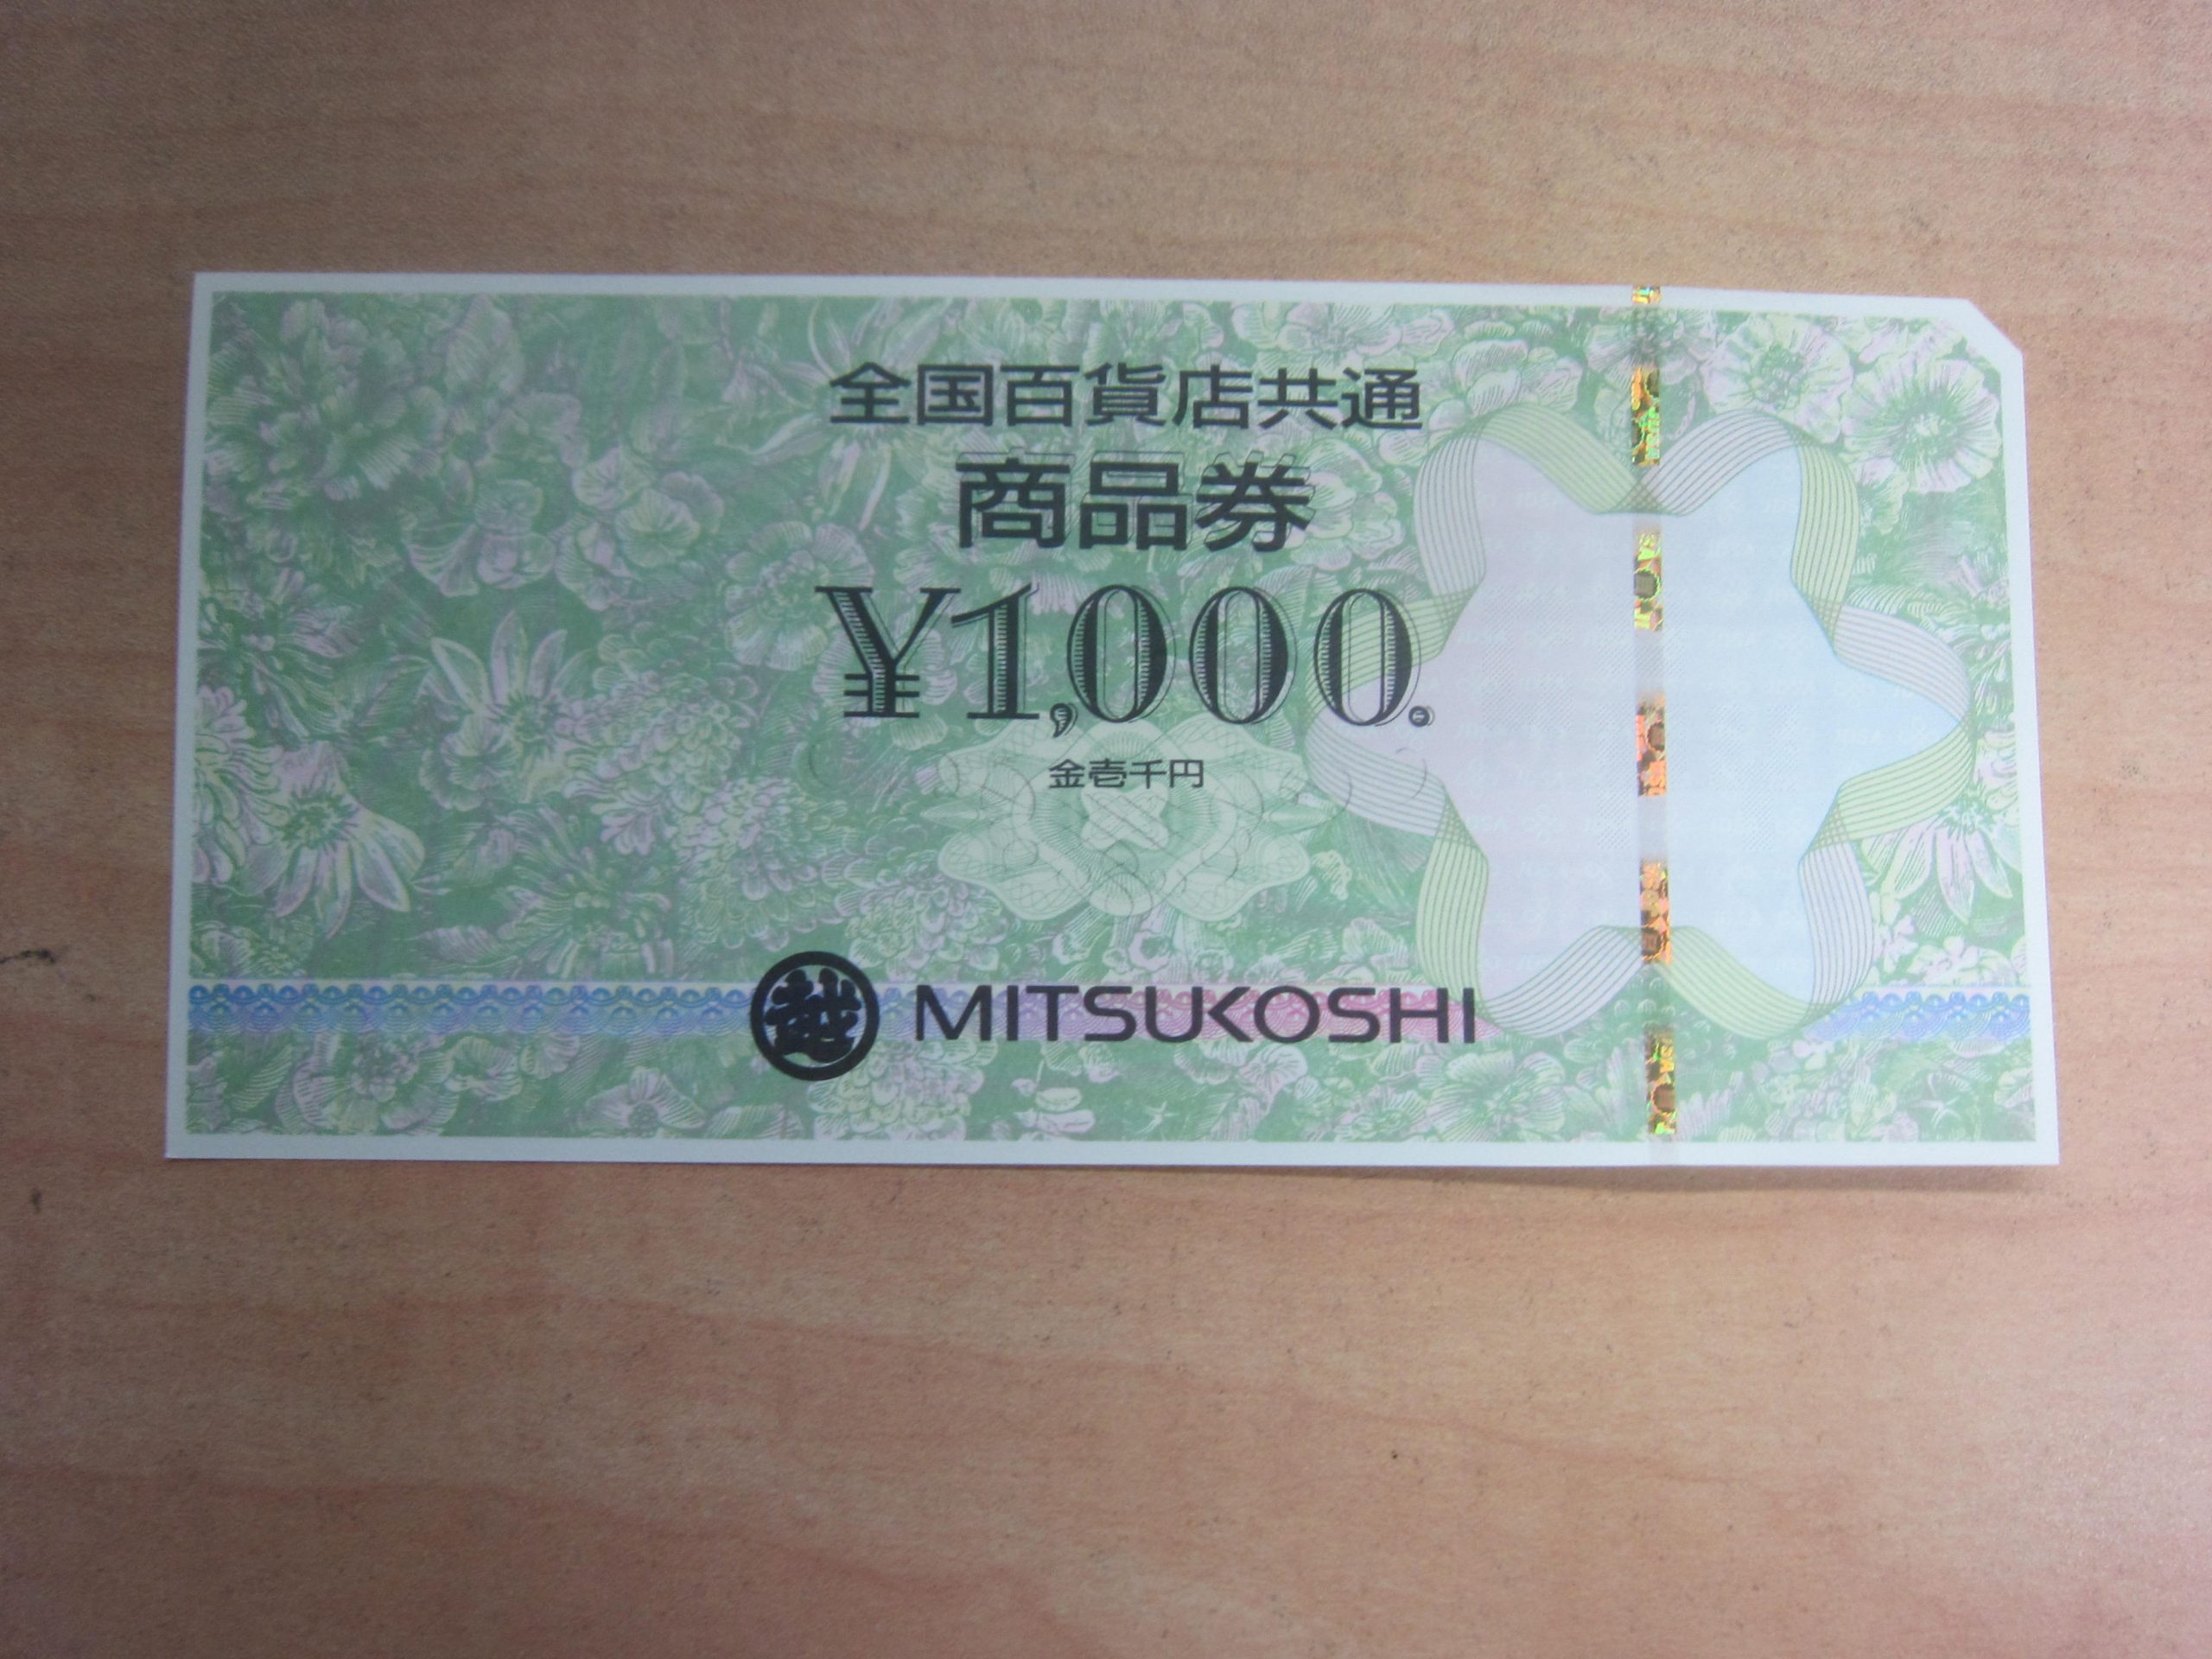 全国百貨店共通
商品券
¥1,000.
金壱千円
越 MITSUKOSHI